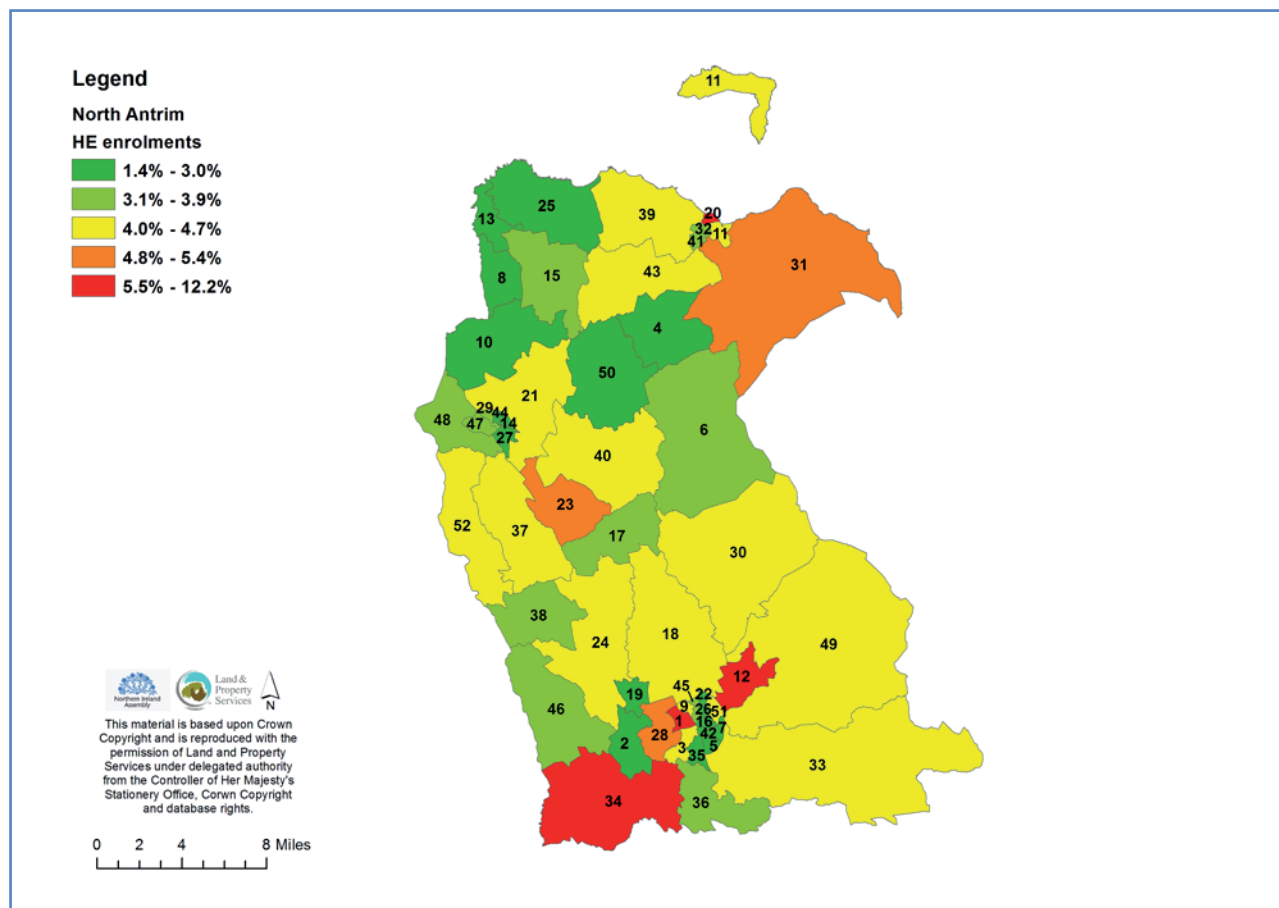 Legend
North Antrim
HE enrolments
1.4% - 3.0%
3.1% - 3.9%
4.0% - 4.7%
4.8% - 5.4%
5.5% - 12.2%
11
25
13
39
20
32
11
41
8
15
43
31
10
4
50
21
29
44
48
47
14
27
6
40
23
52
37
17
30
38
24
18
49
12
19
45
22
9
26
51
46
1
16
7
2
28
42
3
5
35
33
34
36
Northern Ireland
Assembly
Land &
Property
Services
N
This material is based upon Crown
Copyright and is reproduced with the
permission of Land and Property
Services under delegated authority
from the Controller of Her Majesty's
Stationery Office, Corwn Copyright
and database rights.
0 2 4 8 Miles